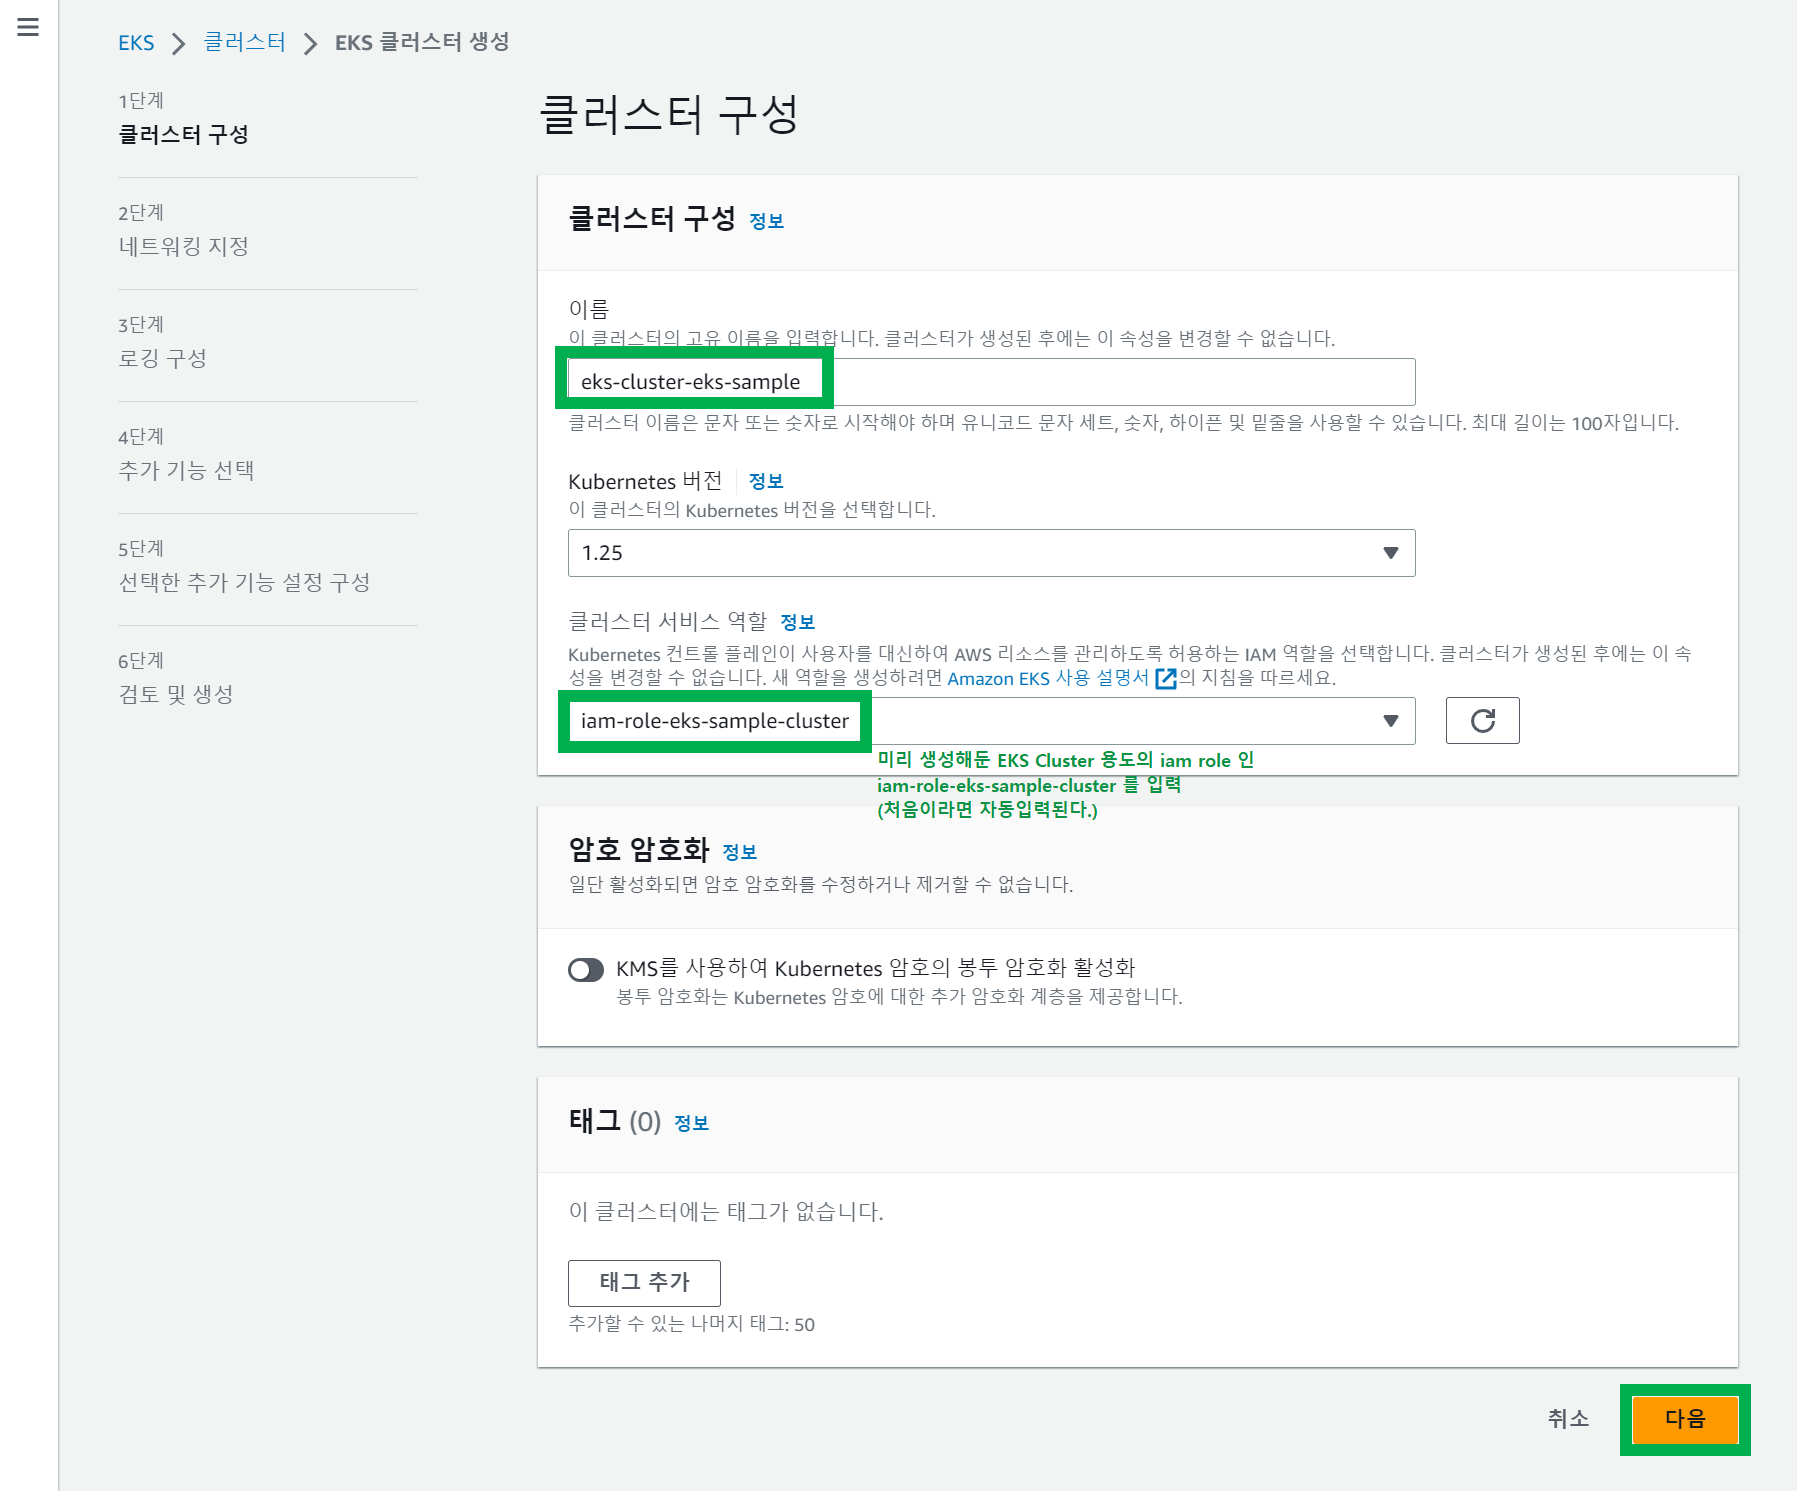 EKS > 클러스터 > EKS 클러스터 생성
1단계
클러스터 구성
2단계
네트워킹 지정
3단계
로깅 구성
4단계
추가 기능 선택
5단계
선택한 추가 기능 설정 구성
6단계
검토 및 생성
클러스터 구성
클러스터 구성 정보
이름
이 클러스터의 고유 이름을 입력합니다. 클러스터가 생성된 후에는 이 속성을 변경할 수 없습니다.
eks-cluster-eks-sample
클러스터 이름은 문자 또는 숫자로 시작해야 하며 유니코드 문자 세트, 숫자, 하이픈 및 밑줄을 사용할 수 있습니다. 최대 길이는 100자입니다.
Kubernetes 버전 정보
이 클러스터의 Kubernetes 버전을 선택합니다.
1.25
클러스터 서비스 역할 정보
Kubernetes 컨트롤 플레인이 사용자를 대신하여 AWS 리소스를 관리하도록 허용하는 IAM 역할을 선택합니다. 클러스터가 생성된 후에는 이 속
성을 변경할 수 없습니다. 새 역할을 생성하려면 Amazon EKS 사용 설명서의 지침을 따르세요.
iam-role-eks-sample-cluster
미리 생성해둔 EKS Cluster 용도의 iam role 인
iam-role-eks-sample-cluster 를 입력
(처음이라면 자동입력된다.)
암호 암호화 정보
일단 활성화되면 암호 암호화를 수정하거나 제거할 수 없습니다.
KMS를 사용하여 Kubernetes 암호의 봉투 암호화 활성화
봉투 암호화는 Kubernetes 암호에 대한 추가 암호화 계층을 제공합니다.
태그 (0) 정보
이 클러스터에는 태그가 없습니다.
태그 추가
추가할 수 있는 나머지 태그: 50
취소
다음